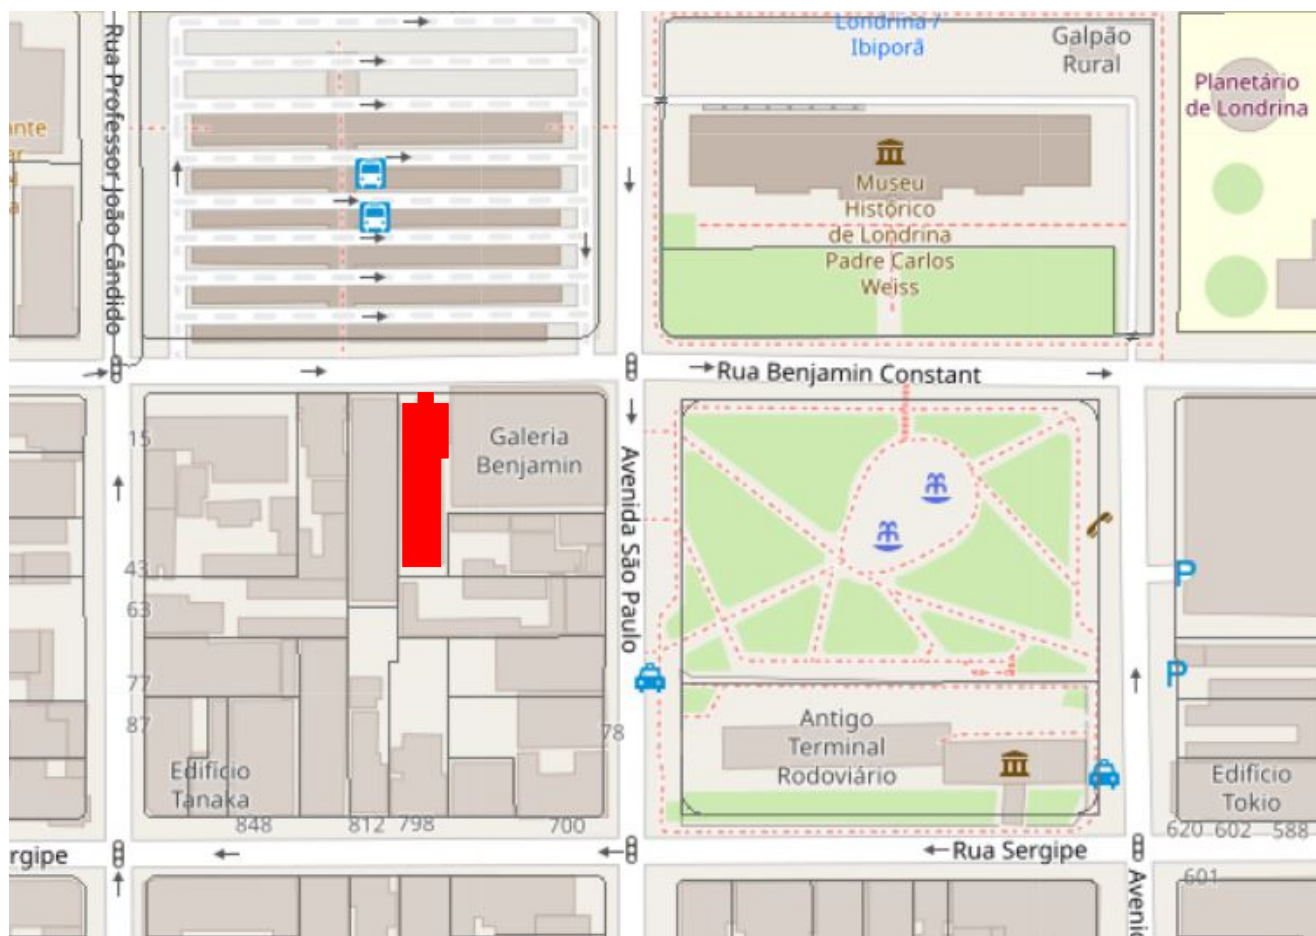 Londrina /
Ibiporã
Galpão
Rural
Planetário
de Londrina
Rua Professor João Cândido
Museu
Histórico
de Londrina
Padre Carlos
Weiss
Rua Benjamin Constant
15
Galeria
Benjamin
Avenida São Paulo
43
63
77
87
78
P
P
Antigo
Terminal
Rodoviário
Edifício
Tanaka
Edifício
Tokio
848
812
798
700
620
602
588
rgipe
Rua Sergipe
601
Aveni